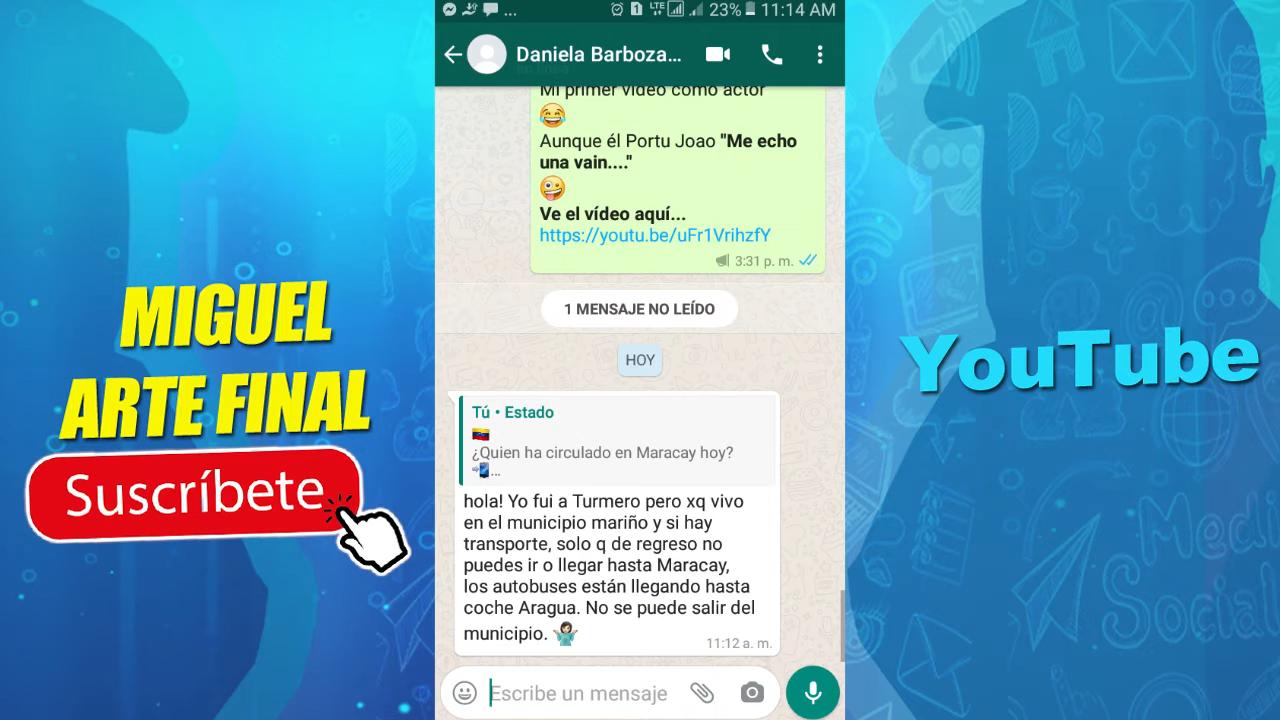 LTE 23% 11:14 AM
Daniela Barboza...
Mi primer video como actor
😂
Aunque él Portu Joao "Me echo
una vain...."
🤪
Ve el vídeo aquí...
https://youtu.be/uFr1VrihzfY
3:31 p. m.
1 MENSAJE NO LEÍDO
HOY
Tú • Estado
🇻🇪
¿Quien ha circulado en Maracay hoy?
📲...
hola! Yo fui a Turmero pero xq vivo
en el municipio mariño y si hay
transporte, solo q de regreso no
puedes ir o llegar hasta Maracay,
los autobuses están llegando hasta
coche Aragua. No se puede salir del
municipio. 🤷🏻‍♀️
11:12 a. m.
Escribe un mensaje
MIGUEL
ARTE FINAL
Suscríbete
YouTube
Social